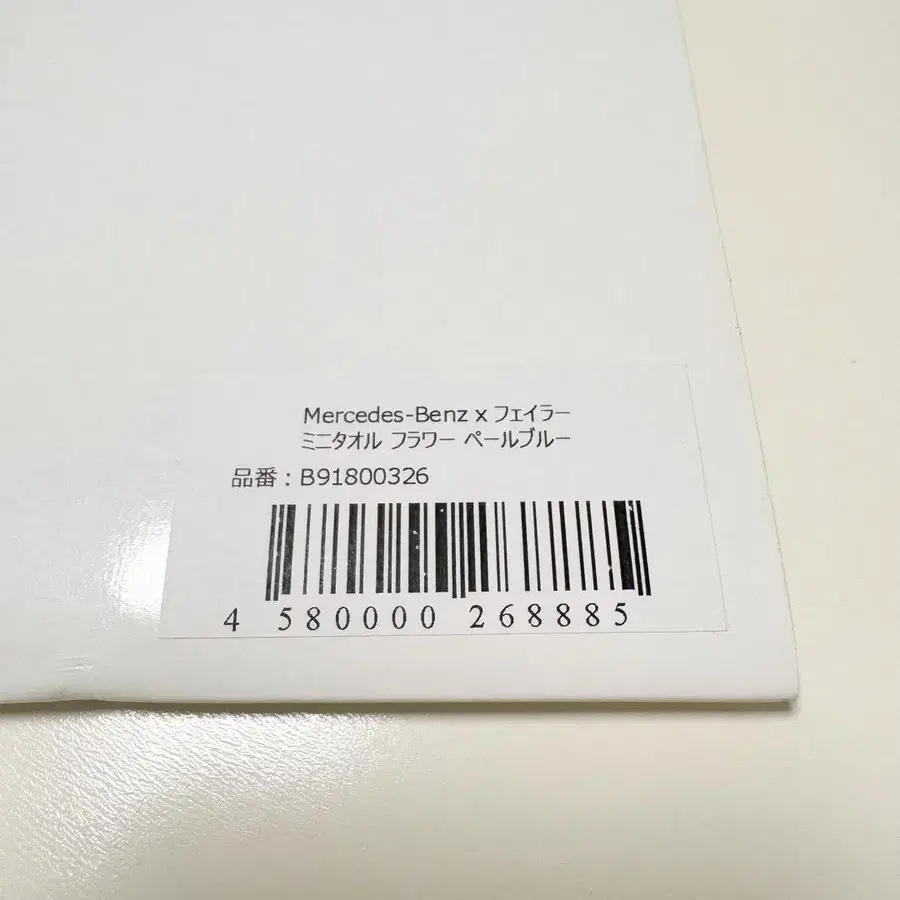 Mercedes-Benz x フェイラー
ミニタオル フラワー ペールブルー
品番：B91800326
4 580000 268885